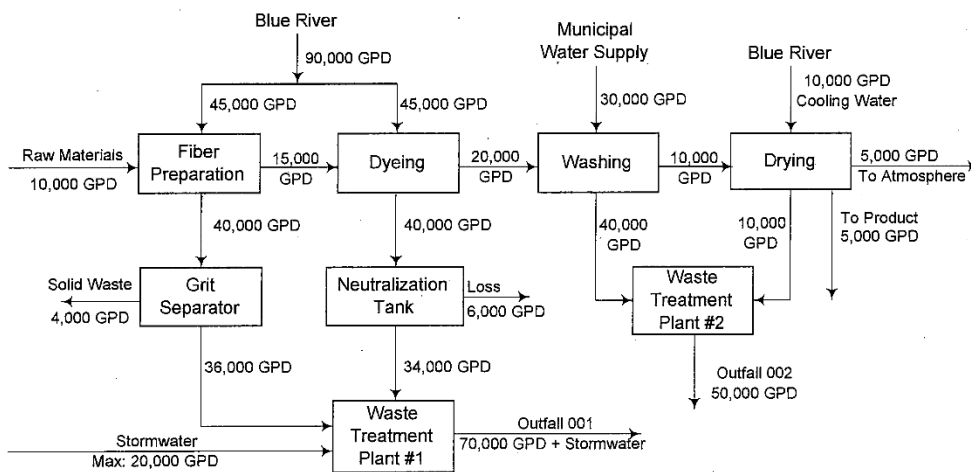 Blue River
90,000 GPD
45,000 GPD
45,000 GPD
Municipal
Water Supply
30,000 GPD
Blue River
10,000 GPD
Cooling Water
Raw Materials
10,000 GPD
Fiber
Preparation
15,000
GPD
Dyeing
20,000
GPD
Washing
10,000
GPD
Drying
5,000 GPD
To Atmosphere
40,000 GPD
40,000 GPD
40,000
GPD
10,000
GPD
To Product
5,000 GPD
Solid Waste
4,000 GPD
Grit
Separator
Neutralization
Tank
Loss
6,000 GPD
Waste
Treatment
Plant #2
36,000 GPD
34,000 GPD
Outfall 002
50,000 GPD
Stormwater
Max: 20,000 GPD
Waste
Treatment
Plant #1
Outfall 001
70,000 GPD + Stormwater